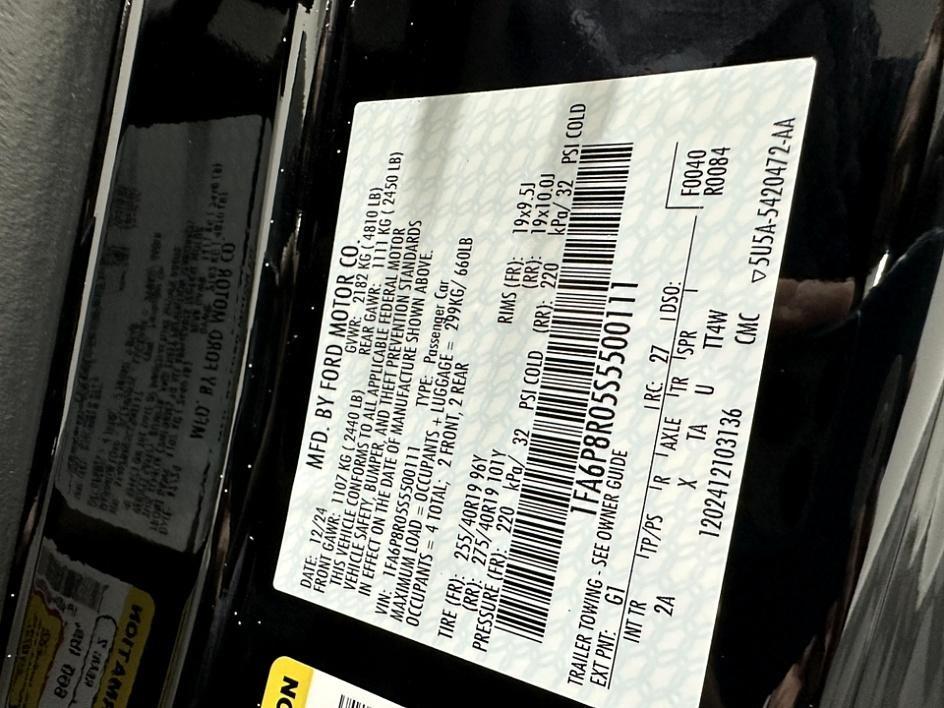 MFD. BY FORD MOTOR CO.
DATE: 12/24 GVWR: 2182 KG ( 4810 LB)
FRONT GAWR: 1107 KG ( 2440 LB) REAR GAWR: 1111 KG ( 2450 LB)
THIS VEHICLE CONFORMS TO ALL APPLICABLE FEDERAL MOTOR
VEHICLE SAFETY, BUMPER, AND THEFT PREVENTION STANDARDS
IN EFFECT ON THE DATE OF MANUFACTURE SHOWN ABOVE.
VIN: 1FA6P8R05S5500111 TYPE: Passenger Car
MAXIMUM LOAD = OCCUPANTS + LUGGAGE = 299KG/ 660LB
OCCUPANTS = 4 TOTAL; 2 FRONT, 2 REAR
TIRE (FR): 255/40R19 96Y RIMS (FR): 19x9.5J
(RR): 275/40R19 101Y (RR): 19x10.0J
PRESSURE (FR): 220 kPa/ 32 PSI COLD (RR): 220 kPa/ 32 PSI COLD
1FA6P8R05S5500111
TRAILER TOWING - SEE OWNER GUIDE
EXT PNT: G1 RC: 27 DSO: F0040
R0084
INT TR TP/PS R AXLE TR SPR
2A X TA U TT4W
1202412103136 CMC ▽5U5A-5420472-AA
MFD BY FORD MOTOR CO